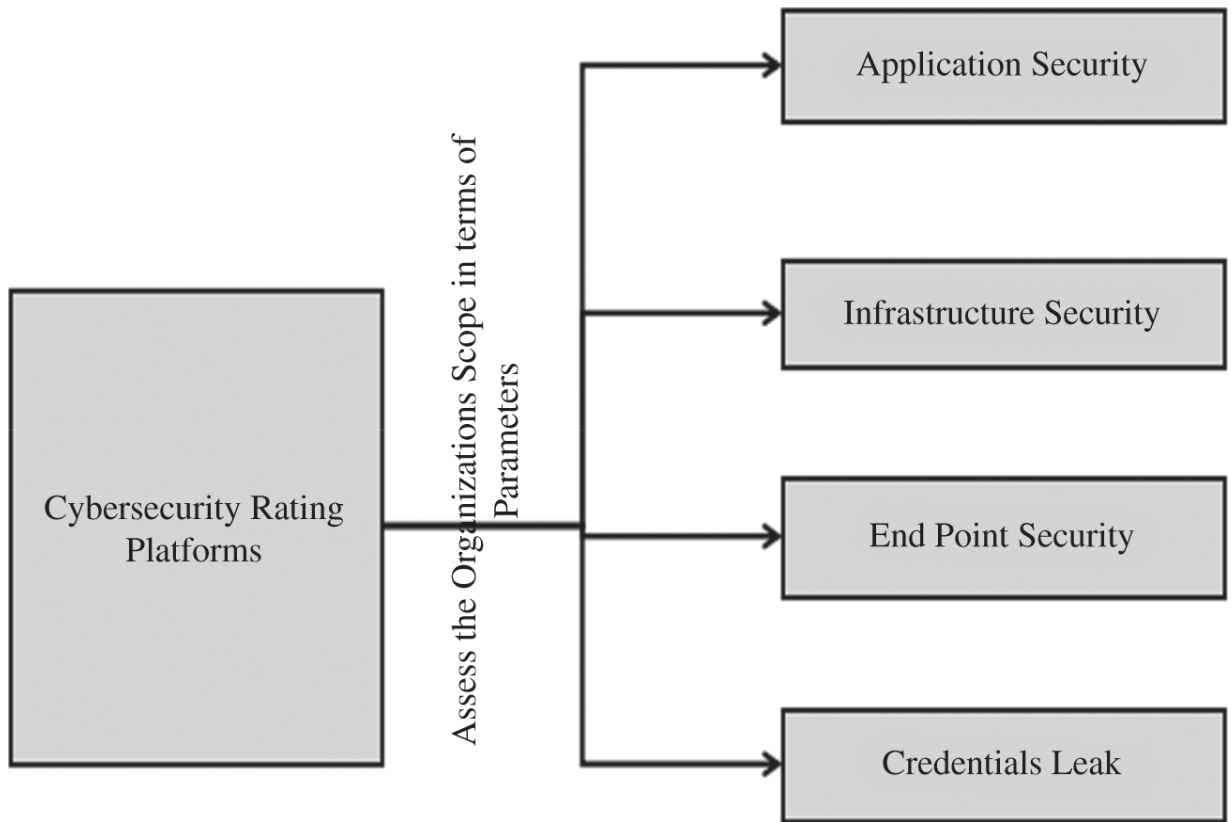 Cybersecurity Rating
Platforms
Assess the Organizations Scope in terms of
Parameters
Application Security
Infrastructure Security
End Point Security
Credentials Leak